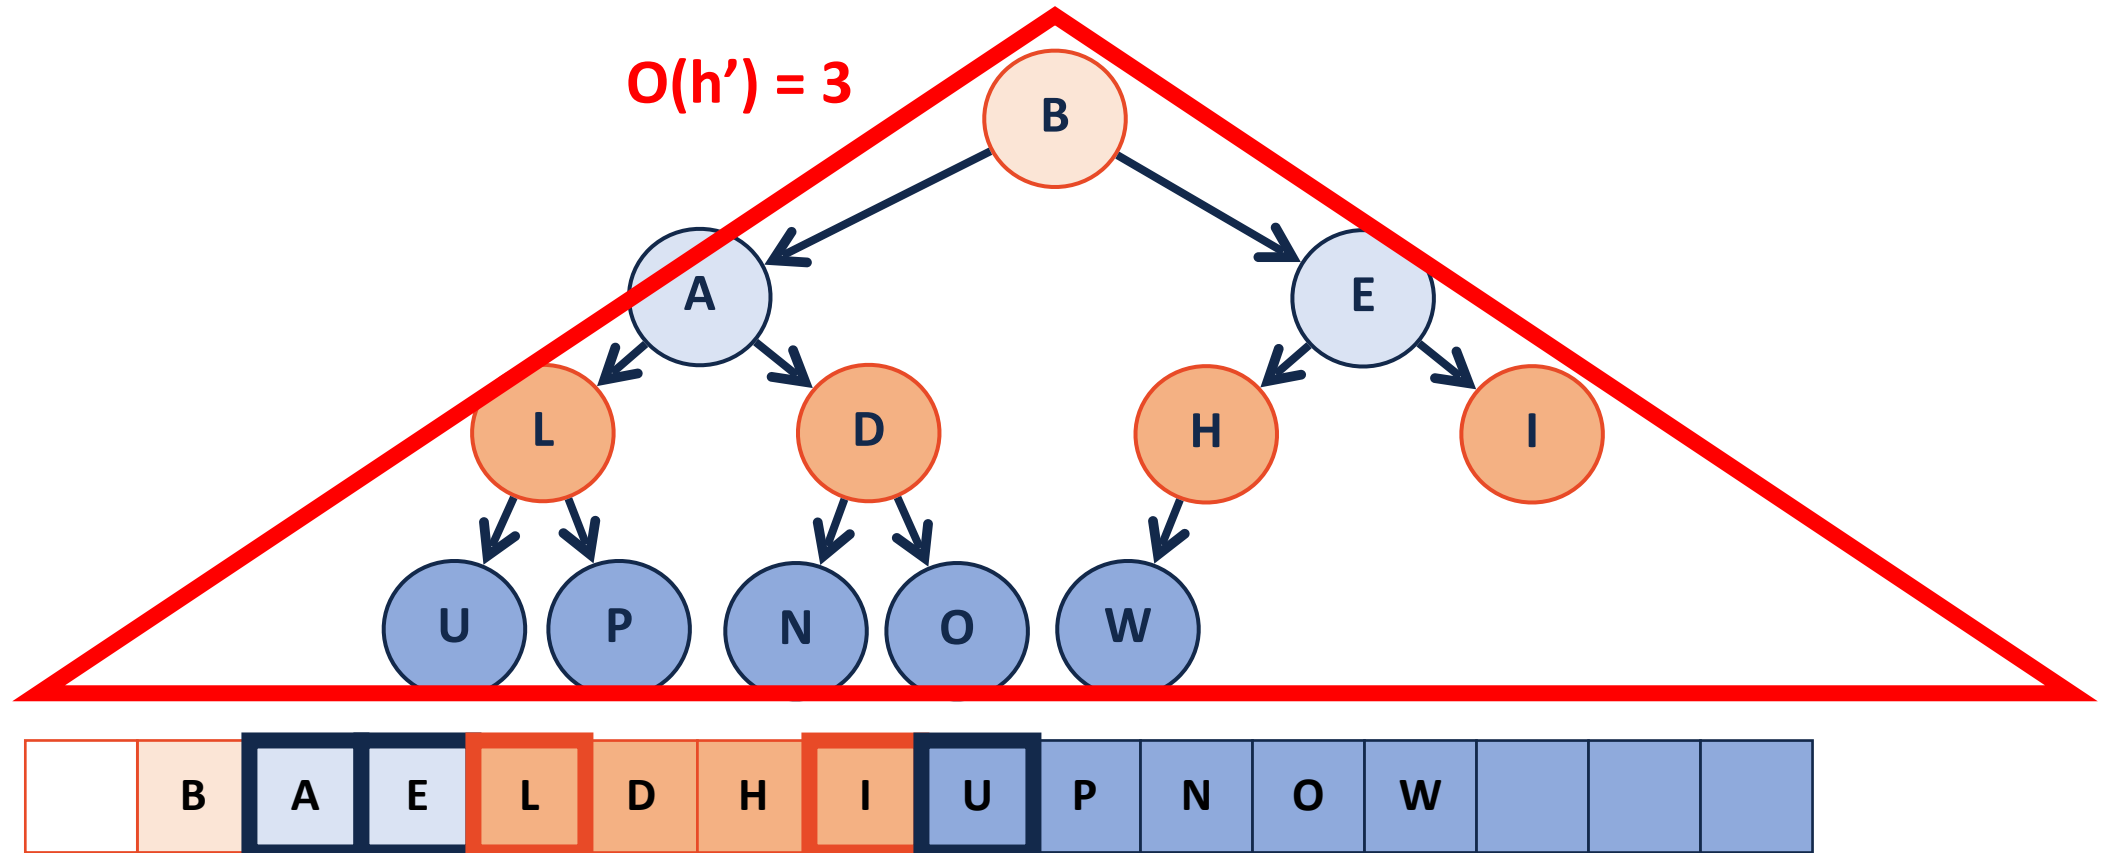 O(h’) = 3
B
A E
L D H I
U P N O W
B A E L D H I U P N O W